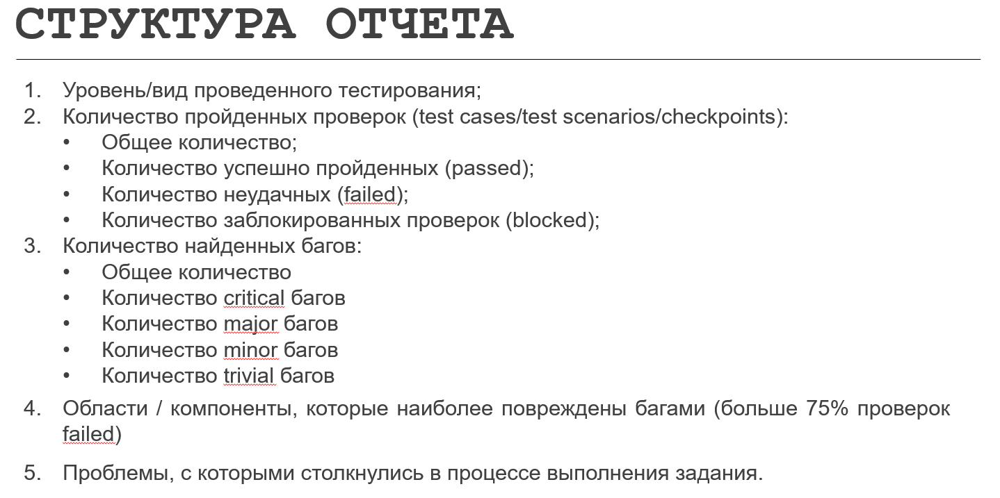 СТРУКТУРА ОТЧЕТА
1. Уровень/вид проведенного тестирования;
2. Количество пройденных проверок (test cases/test scenarios/checkpoints):
• Общее количество;
• Количество успешно пройденных (passed);
• Количество неудачных (failed);
• Количество заблокированных проверок (blocked);
3. Количество найденных багов:
• Общее количество
• Количество critical багов
• Количество major багов
• Количество minor багов
• Количество trivial багов
4. Области / компоненты, которые наиболее повреждены багами (больше 75% проверок
failed)
5. Проблемы, с которыми столкнулись в процессе выполнения задания.